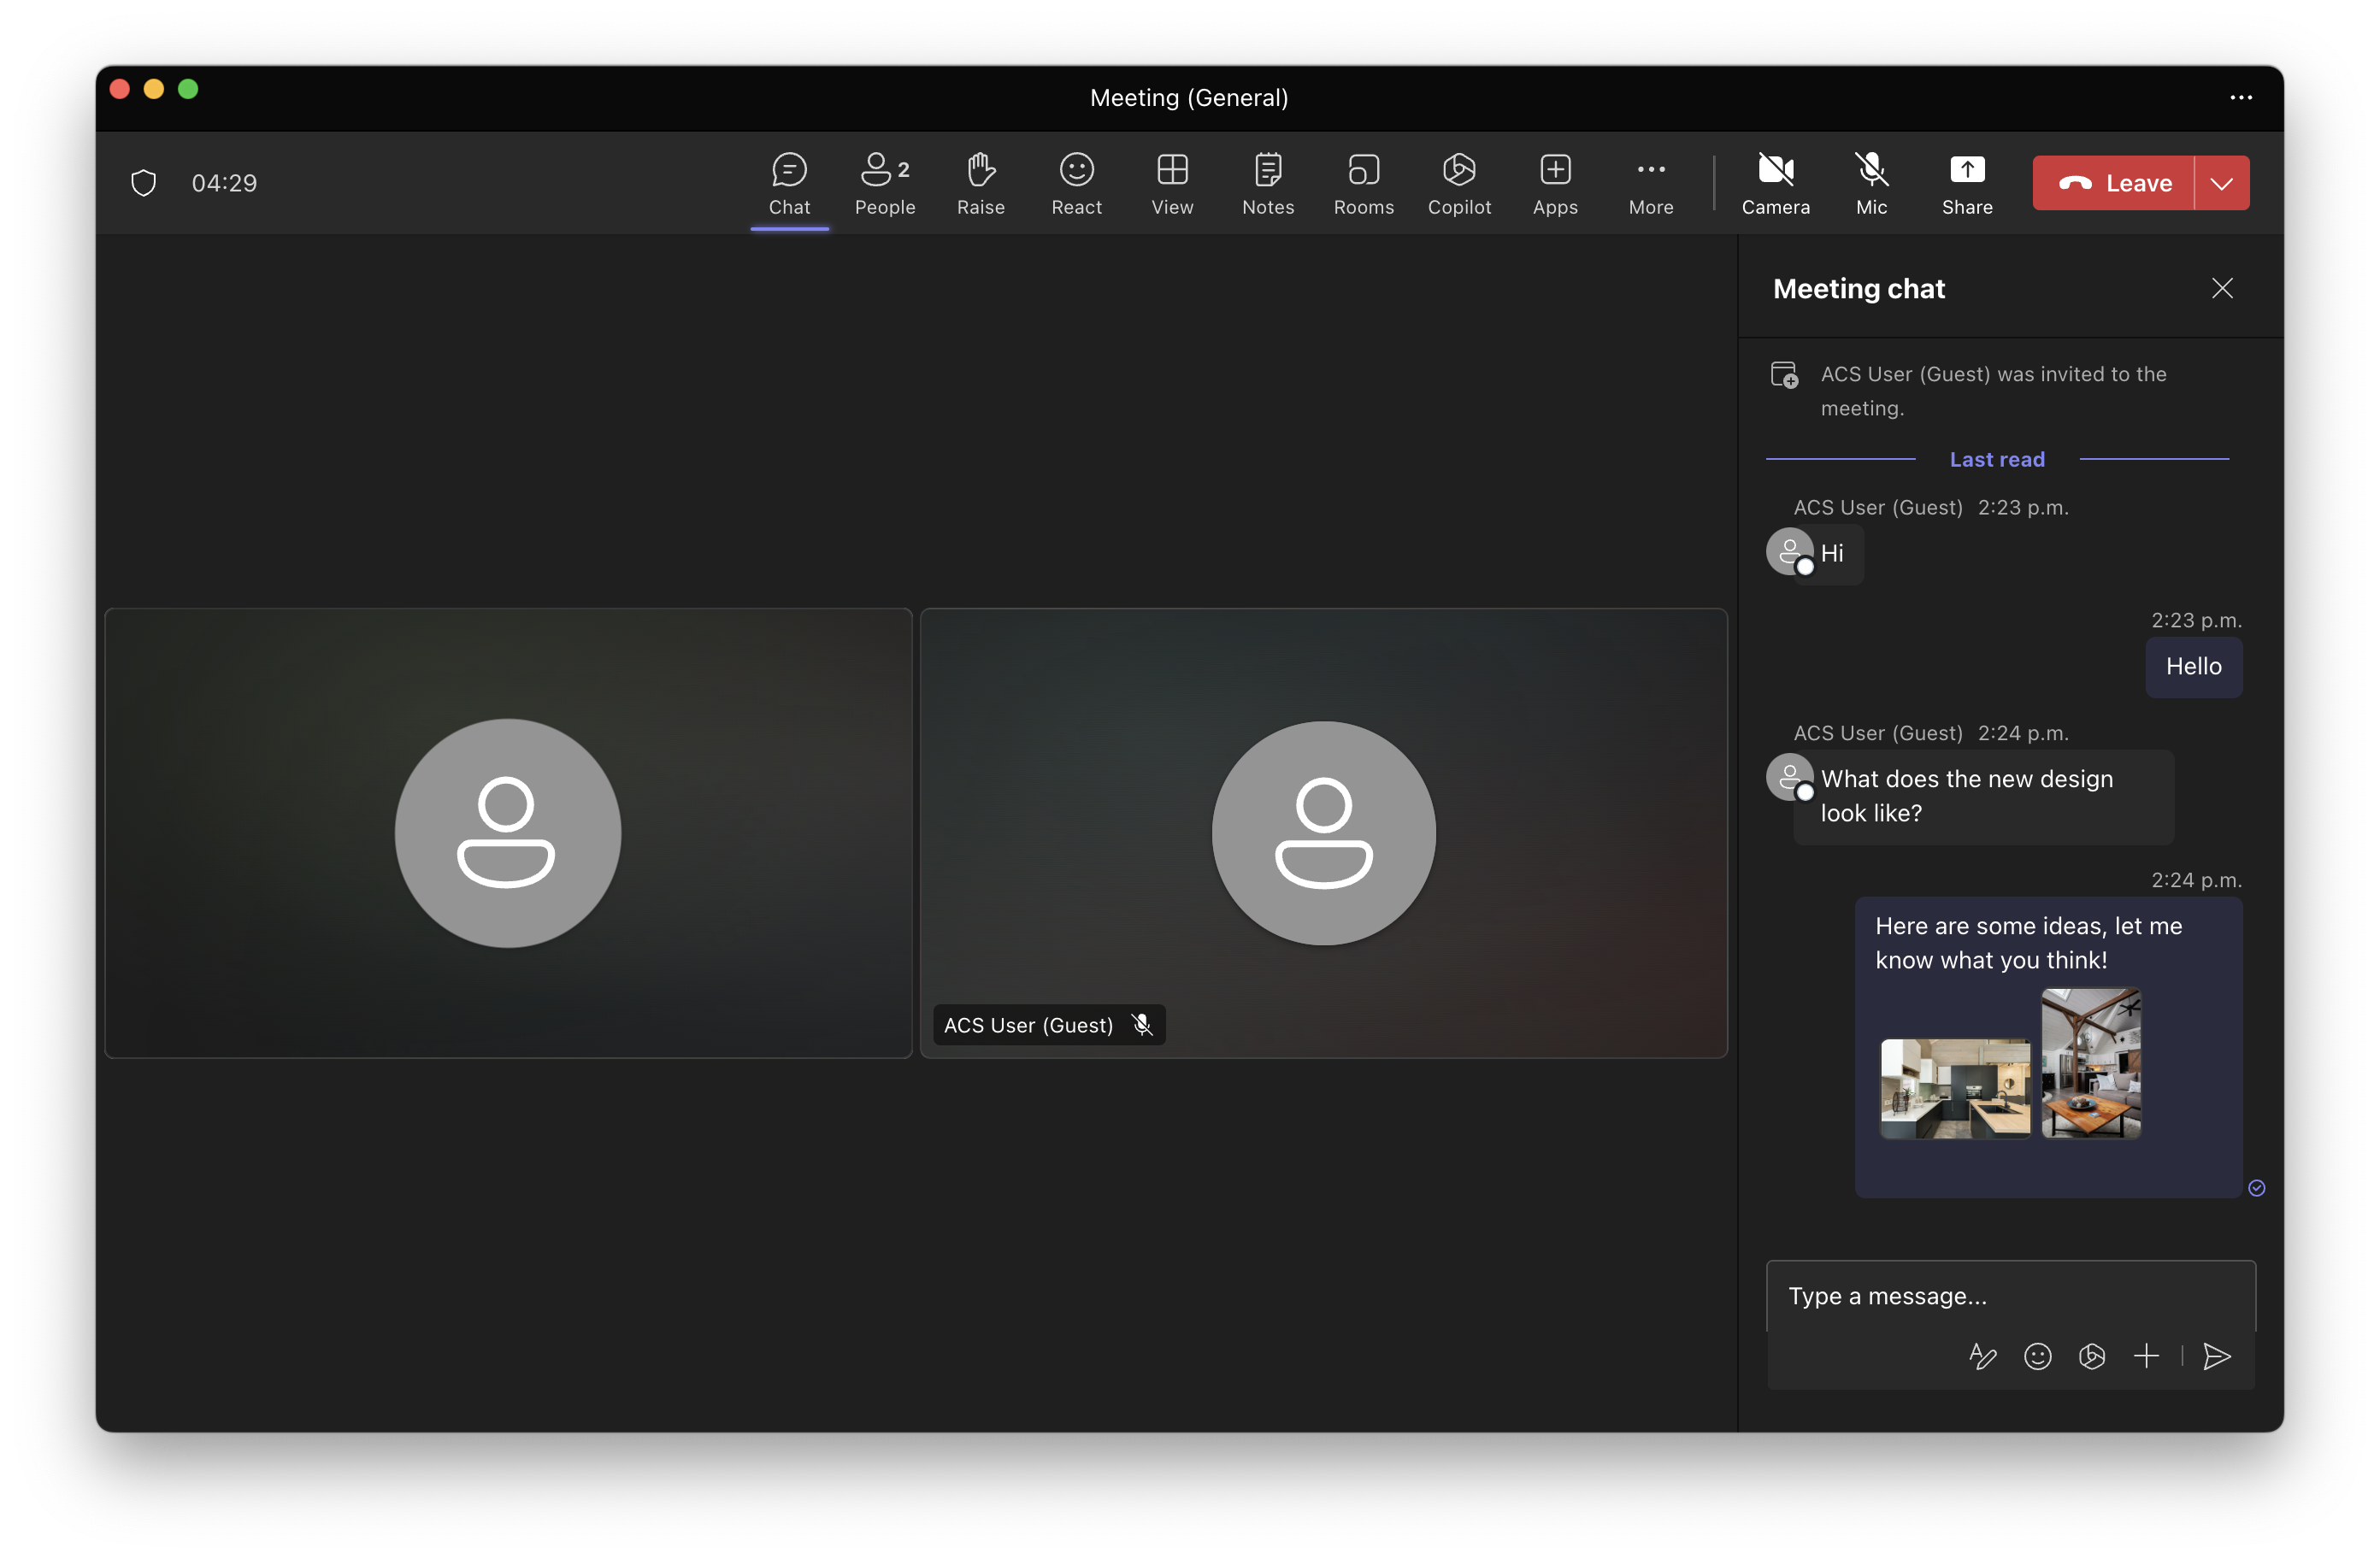 Meeting (General)
04:29
Chat
People 2
Raise
React
View
Notes
Rooms
Copilot
Apps
More
Camera
Mic
Share
Leave
Meeting chat
ACS User (Guest) was invited to the
meeting.
Last read
ACS User (Guest) 2:23 p.m.
Hi
2:23 p.m.
Hello
ACS User (Guest) 2:24 p.m.
What does the new design
look like?
2:24 p.m.
Here are some ideas, let me
know what you think!
ACS User (Guest)
Type a message...